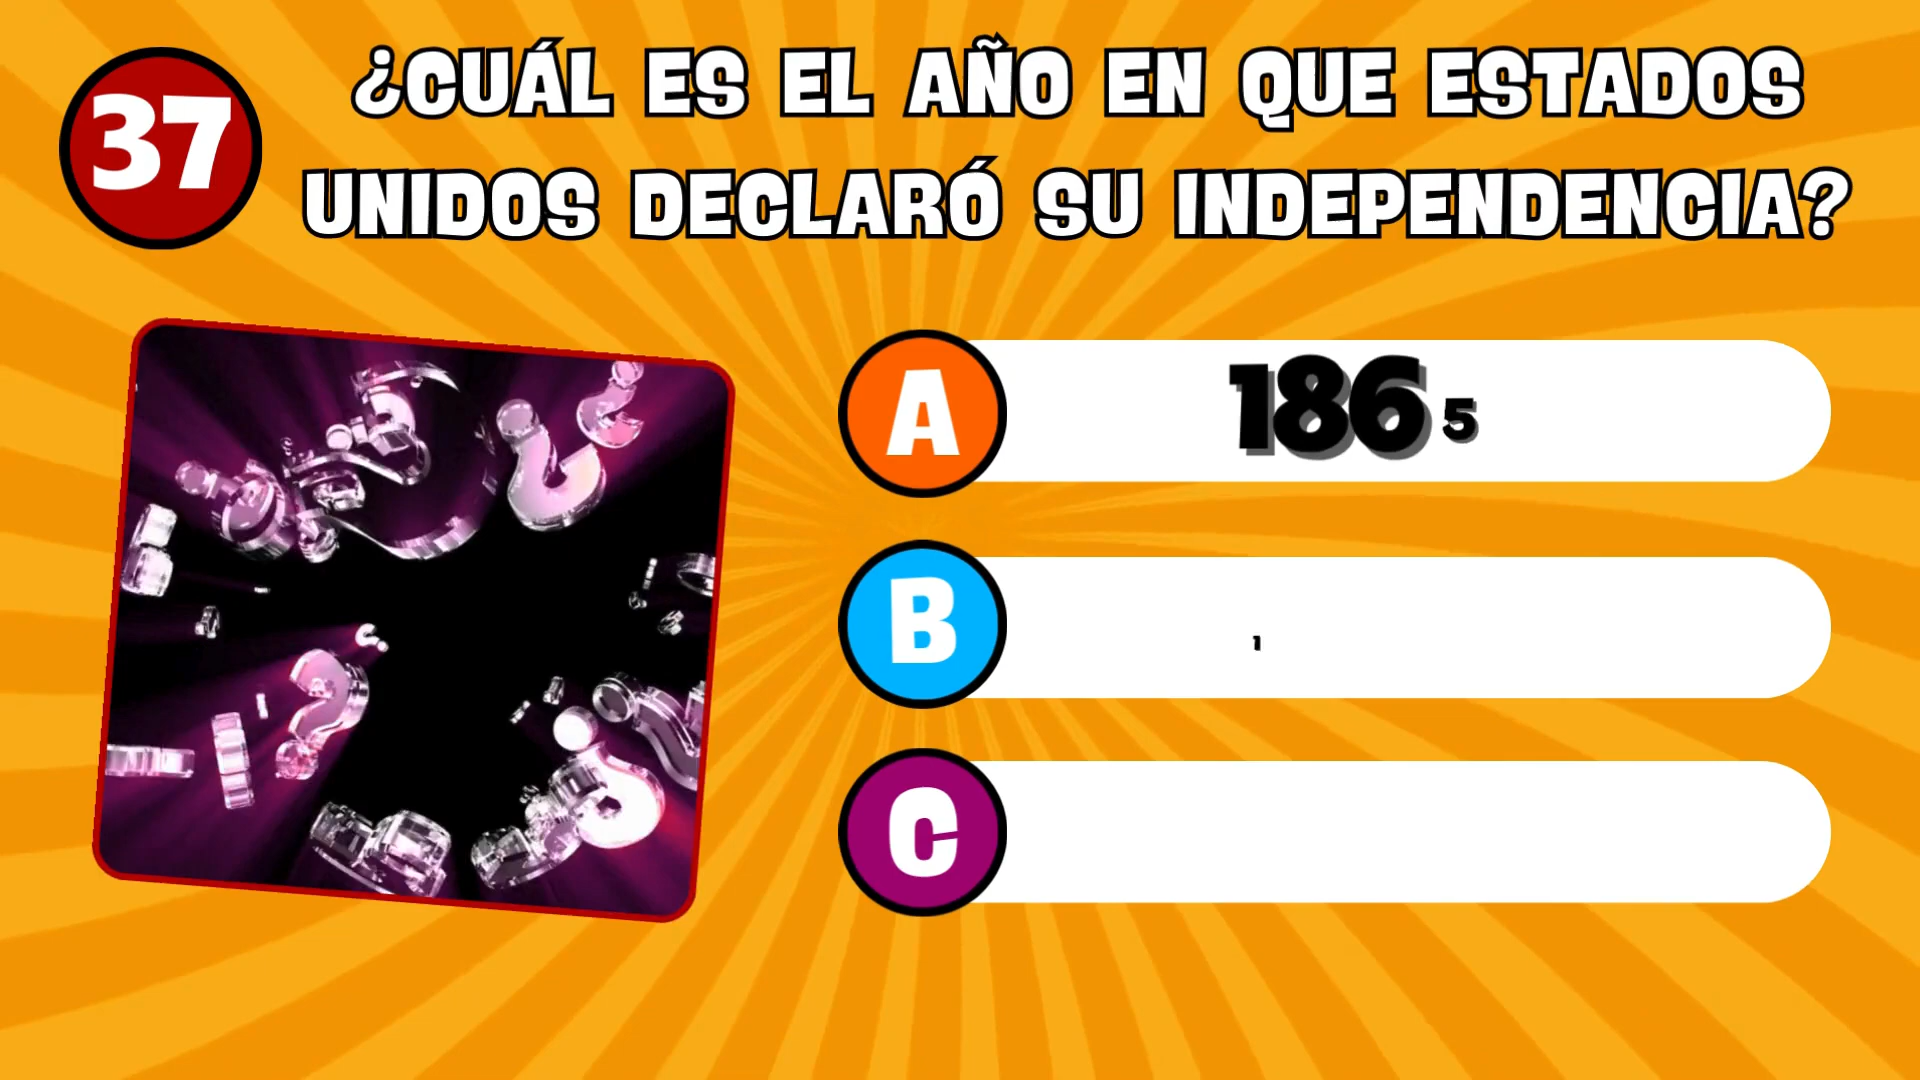 37
¿CUÁL ES EL AÑO EN QUE ESTADOS
UNIDOS DECLARÓ SU INDEPENDENCIA?
A 1865
B 1
C